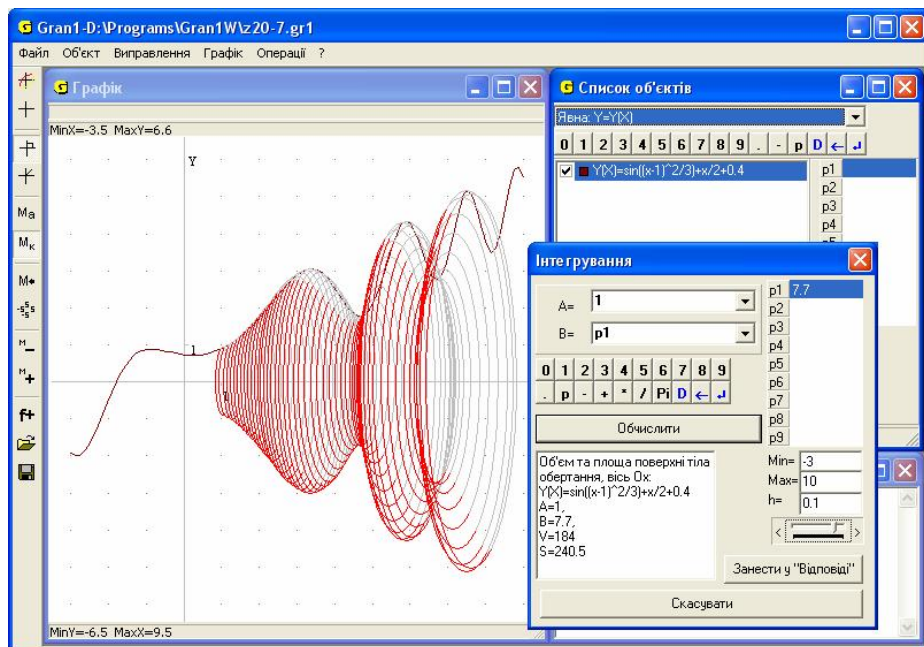 Gran1-D:\Programs\Gran1W\z20-7.gr1
Файл Об'єкт Виправлення Графік Операції ?
Графік
MinX=-3.5 MaxY=6.6
Y
1
1
MinY=-6.5 MaxX=9.5
Ma
Мк
M+
-sss
M-
M+
f+
Список об'єктів
Явна: Y=Y(X)
0 1 2 3 4 5 6 7 8 9 . - p D ← ↲
Y(X)=sin((x-1)^2/3)+x/2+0.4
p1
p2
p3
p4
Інтегрування
A= 1
B= p1
0 1 2 3 4 5 6 7 8 9
. p - + * / Pi D ← ↲
Обчислити
p1 7.7
p2
p3
p4
p5
p6
p7
p8
p9
Об'єм та площа поверхні тіла
обертання, вісь Ox:
Y(X)=sin((x-1)^2/3)+x/2+0.4
A=1,
B=7.7,
V=184
S=240.5
Min= -3
Max= 10
h= 0.1
< >
Занести у "Відповіді"
Скасувати